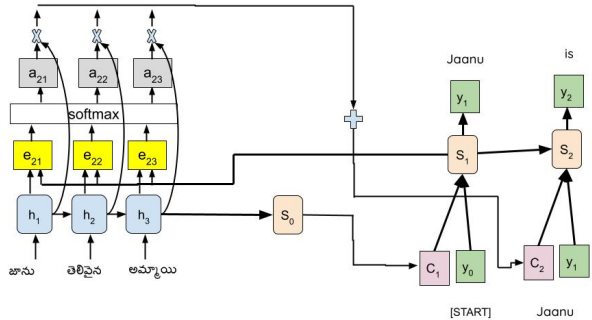 Jaanu
is
a21 a22 a23
y1
y2
softmax
e21 e22 e23
S1
S2
h1 h2 h3
S0
C1 y0
C2 y1
జాను తెలివైన అమ్మాయి
[START]
Jaanu